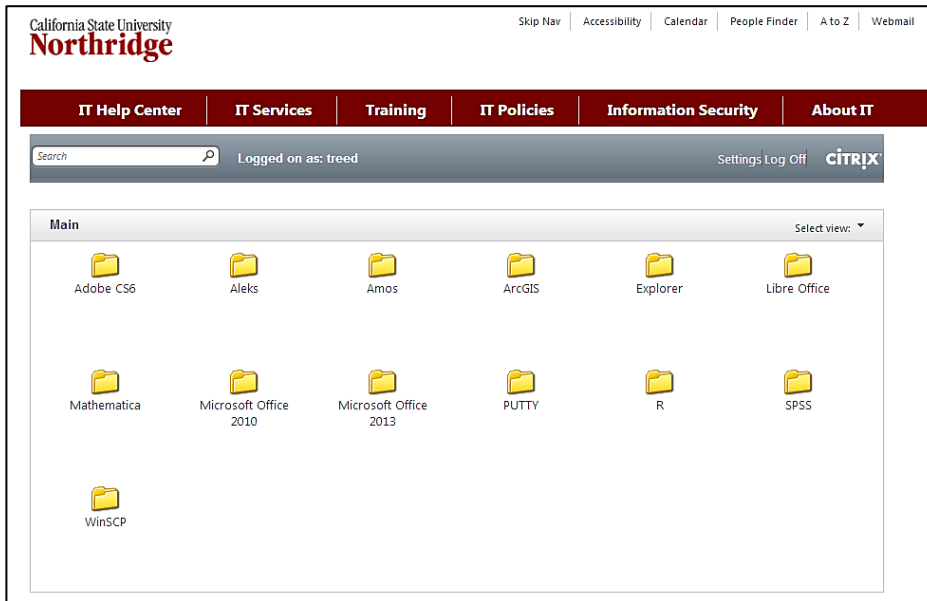 California State University
Northridge
Skip Nav Accessibility Calendar People Finder A to Z Webmail
IT Help Center IT Services Training IT Policies Information Security About IT
Search Logged on as: treed Settings Log Off CITRIX
Main Select view:
Adobe CS6 Aleks Amos ArcGIS Explorer Libre Office
Mathematica Microsoft Office 2010 Microsoft Office 2013 PUTTY R SPSS
WinSCP